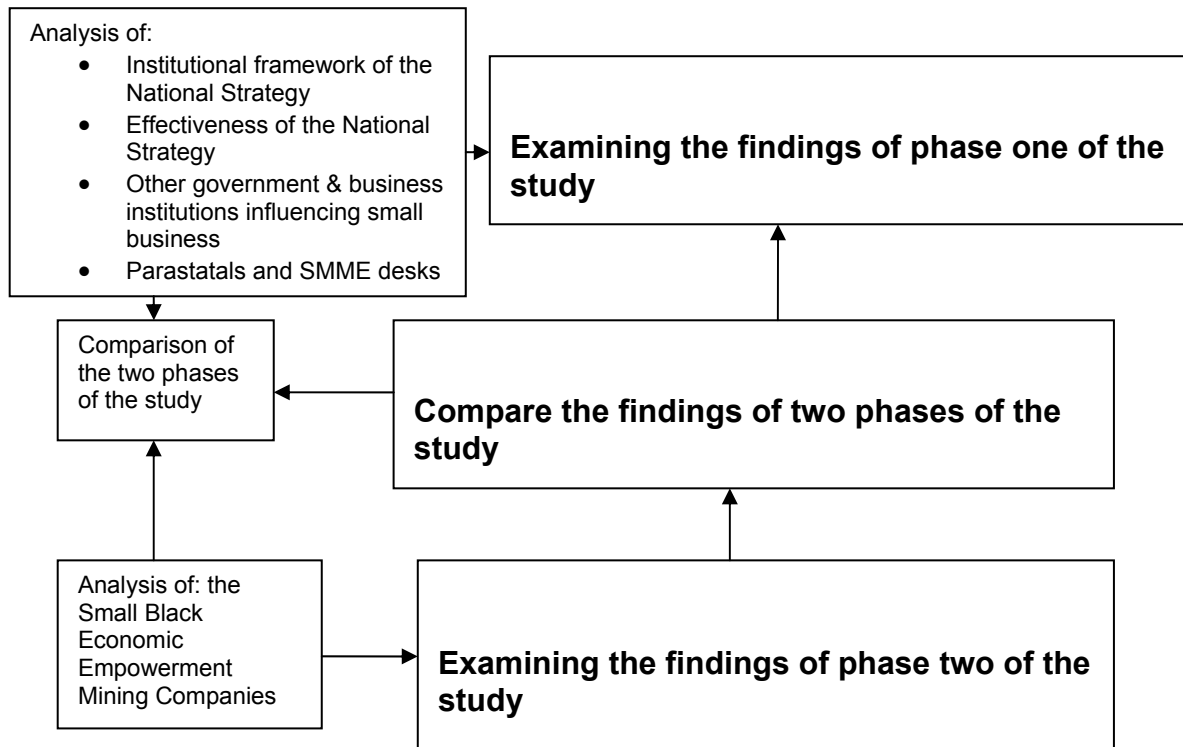 Analysis of:
• Institutional framework of the
National Strategy
• Effectiveness of the National
Strategy
• Other government & business
institutions influencing small
business
• Parastatals and SMME desks
Examining the findings of phase one of the
study
Comparison of
the two phases
of the study
Compare the findings of two phases of the
study
Analysis of: the
Small Black
Economic
Empowerment
Mining Companies
Examining the findings of phase two of the
study